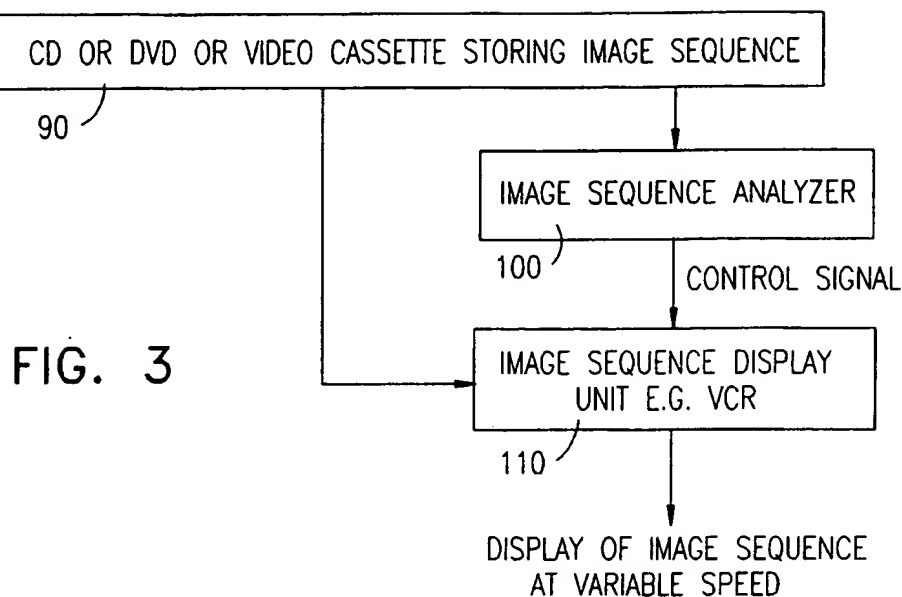 CD OR DVD OR VIDEO CASSETTE STORING IMAGE SEQUENCE
90
IMAGE SEQUENCE ANALYZER
100
CONTROL SIGNAL
FIG. 3
IMAGE SEQUENCE DISPLAY
UNIT E.G. VCR
110
DISPLAY OF IMAGE SEQUENCE
AT VARIABLE SPEED